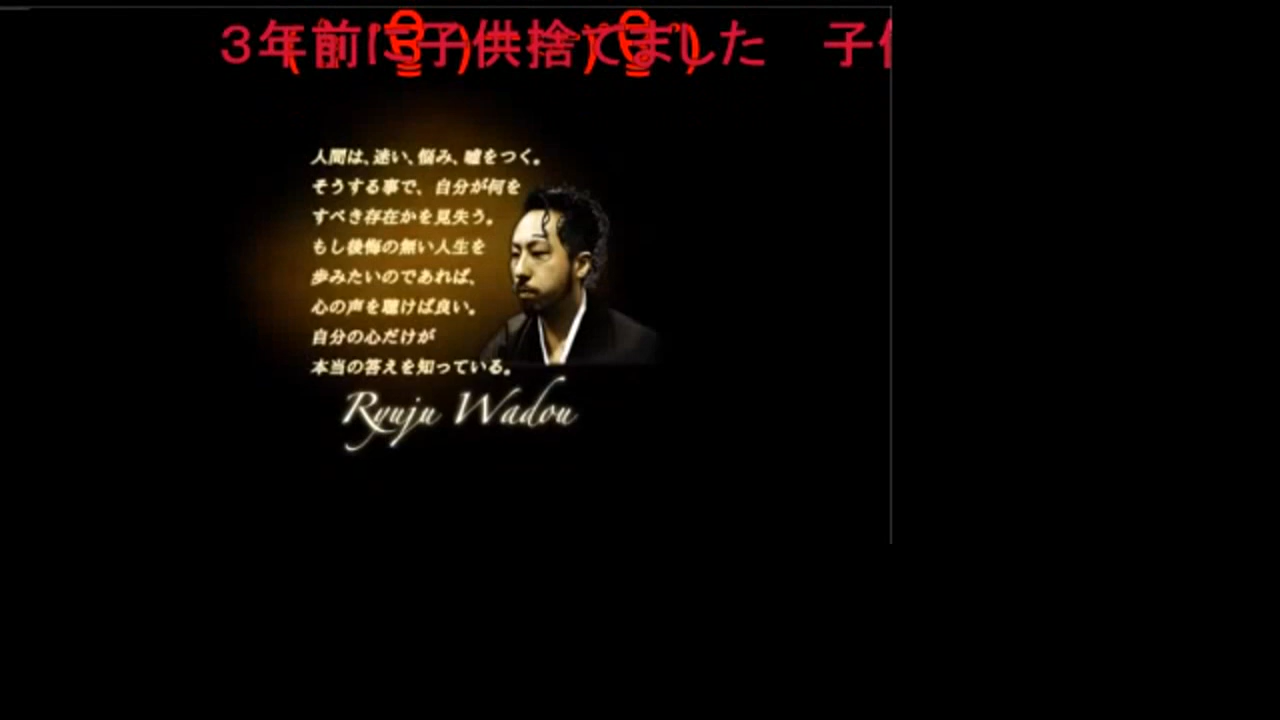 ３年前に子供捨てました　子
人間は、迷い、悩み、嘘をつく。
そうする事で、自分が何を
すべき存在かを見失う。
もし後悔の無い人生を
歩みたいのであれば、
心の声を聴けば良い。
自分の心だけが
本当の答えを知っている。
Ryuju Wadou